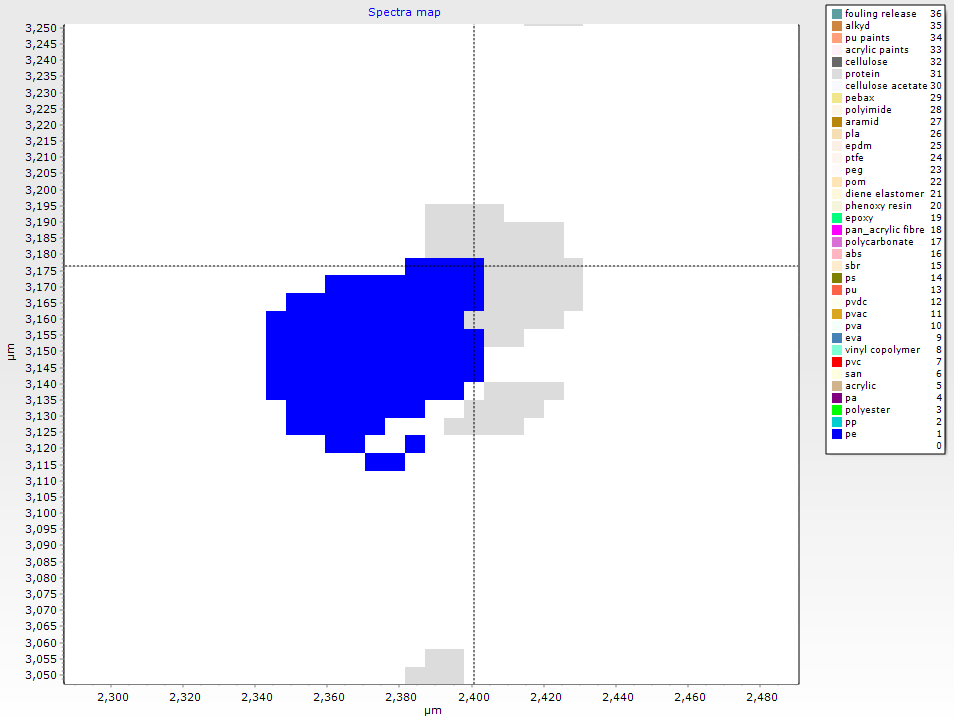 Spectra map
3,250
3,245
3,240
3,235
3,230
3,225
3,220
3,215
3,210
3,205
3,200
3,195
3,190
3,185
3,180
3,175
3,170
3,165
3,160
3,155
3,150
3,145
3,140
3,135
3,130
3,125
3,120
3,115
3,110
3,105
3,100
3,095
3,090
3,085
3,080
3,075
3,070
3,065
3,060
3,055
3,050
µm
2,300 2,320 2,340 2,360 2,380 2,400 2,420 2,440 2,460 2,480
µm
fouling release 36
alkyd 35
pu paints 34
acrylic paints 33
cellulose 32
protein 31
cellulose acetate 30
pebax 29
polyimide 28
aramid 27
pla 26
epdm 25
ptfe 24
peg 23
pom 22
diene elastomer 21
phenoxy resin 20
epoxy 19
pan_acrylic fibre 18
polycarbonate 17
abs 16
sbr 15
ps 14
pu 13
pvdc 12
pvac 11
pva 10
eva 9
vinyl copolymer 8
pvc 7
san 6
acrylic 5
pa 4
polyester 3
pp 2
pe 1
0